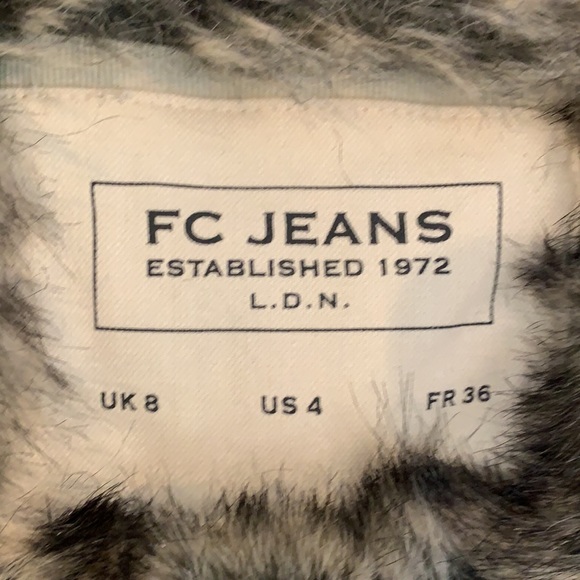 FC JEANS
ESTABLISHED 1972
L.D.N.
UK 8 US 4 FR 36